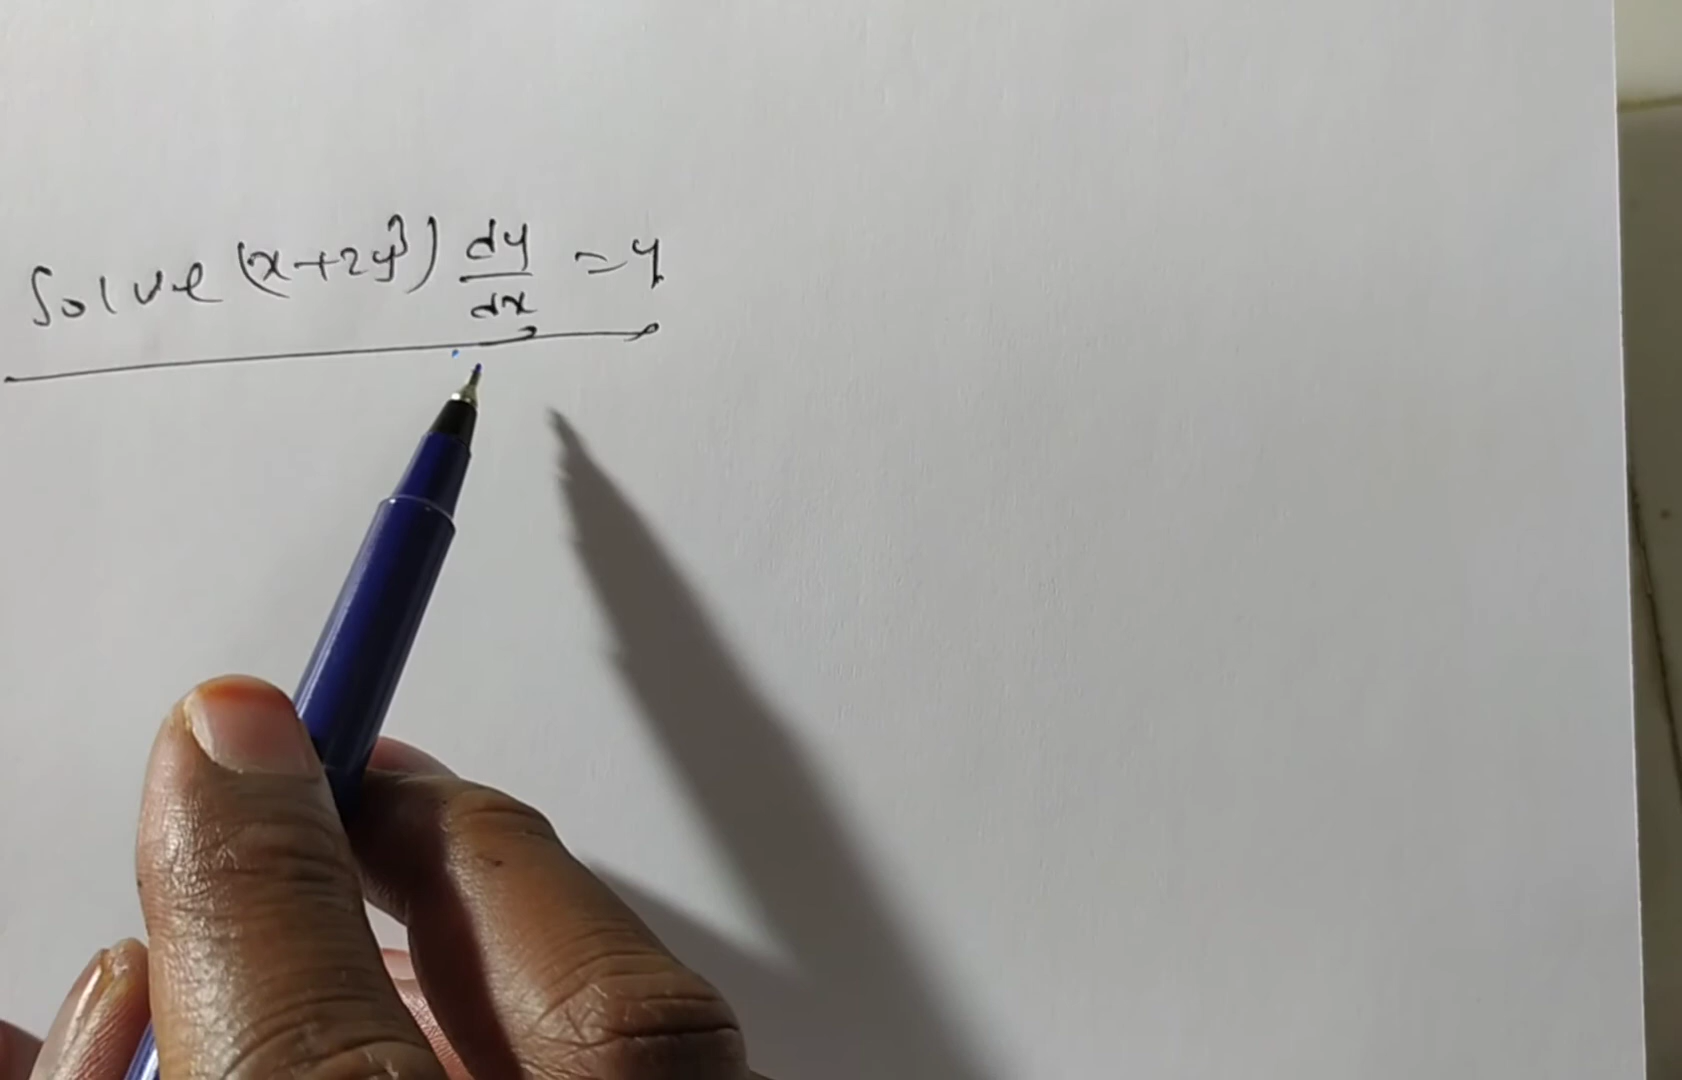 Solve (x+2y³) dy/dx = y